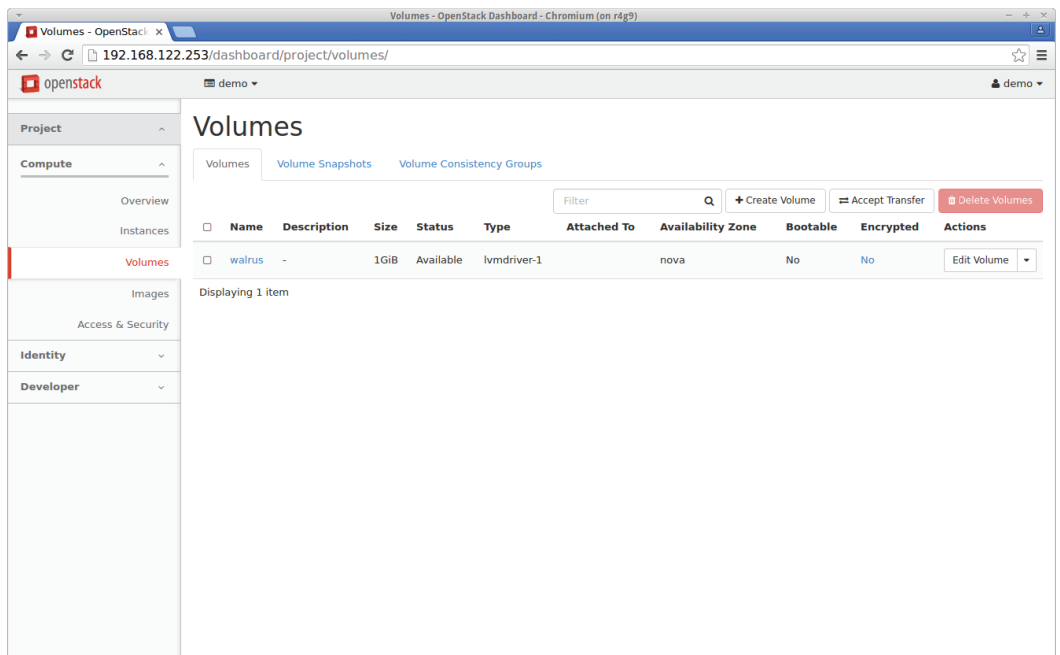 Volumes - OpenStack Dashboard - Chromium (on r4g9)
Volumes - OpenStack
192.168.122.253/dashboard/project/volumes/
openstack
demo
demo
Project
Compute
Overview
Instances
Volumes
Images
Access & Security
Identity
Developer
Volumes
Volumes Volume Snapshots Volume Consistency Groups
Filter + Create Volume Accept Transfer Delete Volumes
Name Description Size Status Type Attached To Availability Zone Bootable Encrypted Actions
walrus - 1GiB Available lvmdriver-1 nova No No Edit Volume
Displaying 1 item